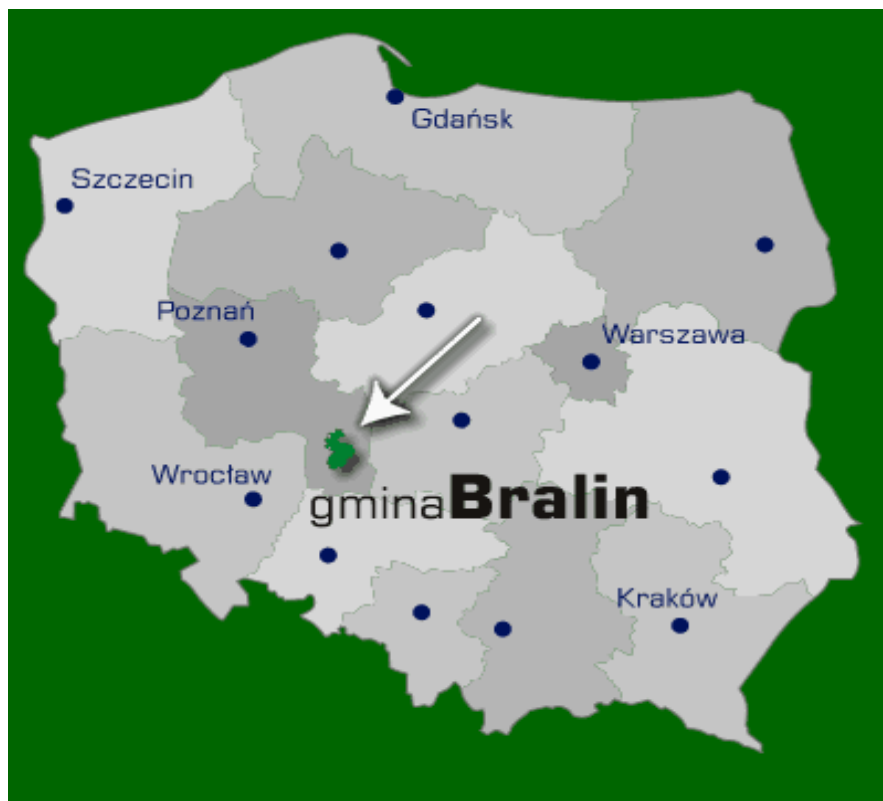 Gdańsk
Szczecin
Poznań
Warszawa
Wrocław
gminaBralin
Kraków